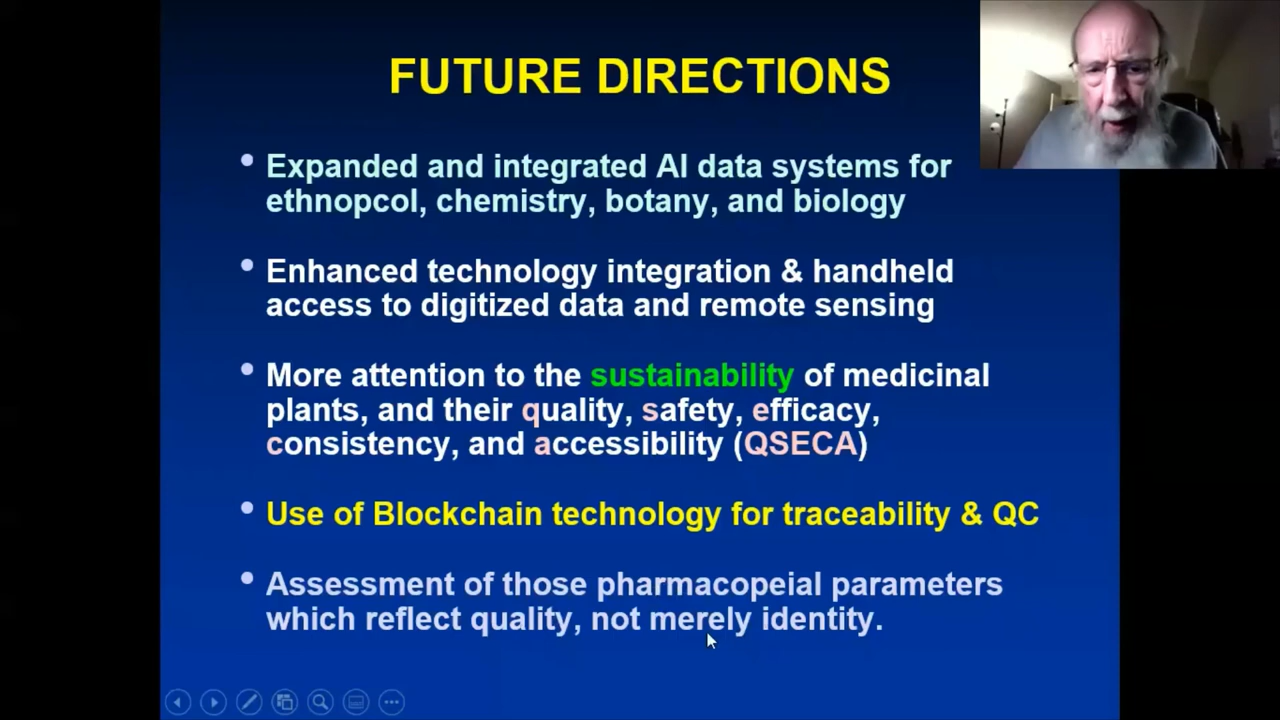 FUTURE DIRECTIONS
• Expanded and integrated AI data systems for
ethnopcol, chemistry, botany, and biology
• Enhanced technology integration & handheld
access to digitized data and remote sensing
• More attention to the sustainability of medicinal
plants, and their quality, safety, efficacy,
consistency, and accessibility (QSECA)
• Use of Blockchain technology for traceability & QC
• Assessment of those pharmacopeial parameters
which reflect quality, not merely identity.